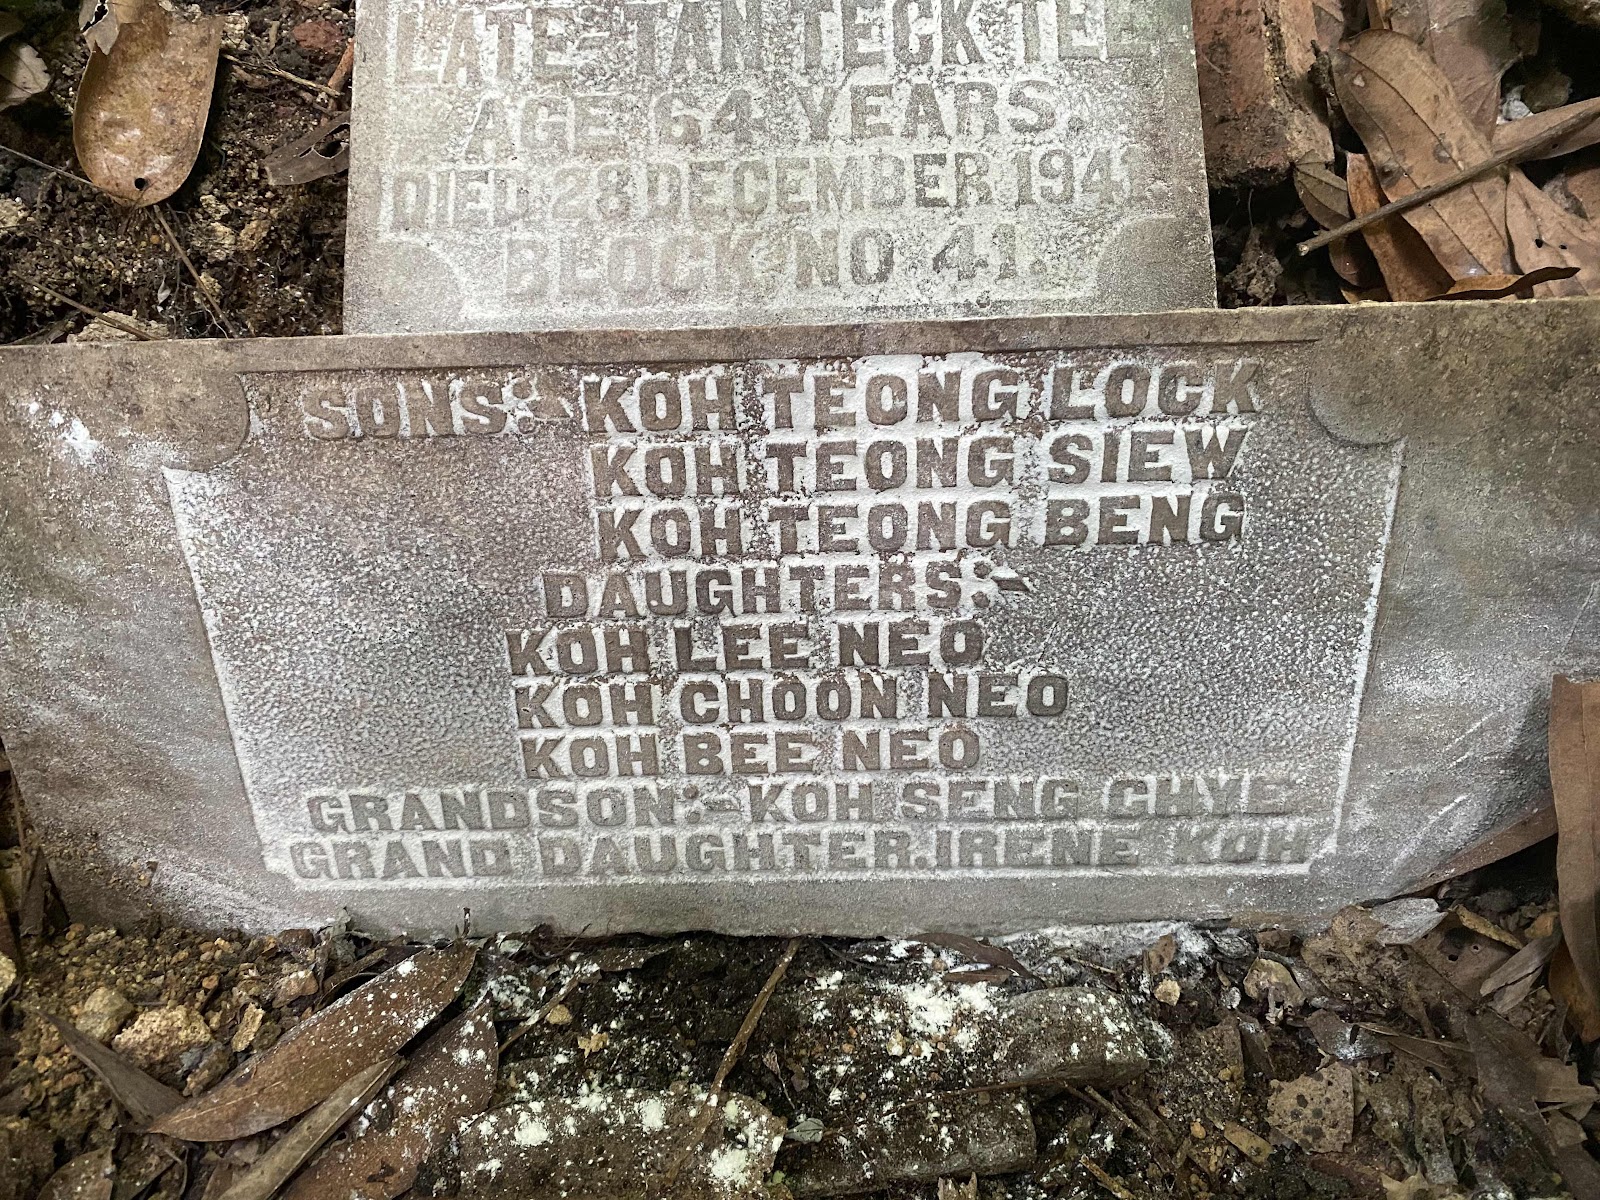 LATE TAN TECK TEE
AGE 64 YEARS.
DIED 28 DECEMBER 1941
BLOCK NO 41.
SONS:- KOH TEONG LOCK
KOH TEONG SIEW
KOH TEONG BENG
DAUGHTERS:-
KOH LEE NEO
KOH CHOON NEO
KOH BEE NEO
GRANDSON:- KOH SENG CHYE
GRAND DAUGHTER. IRENE KOH